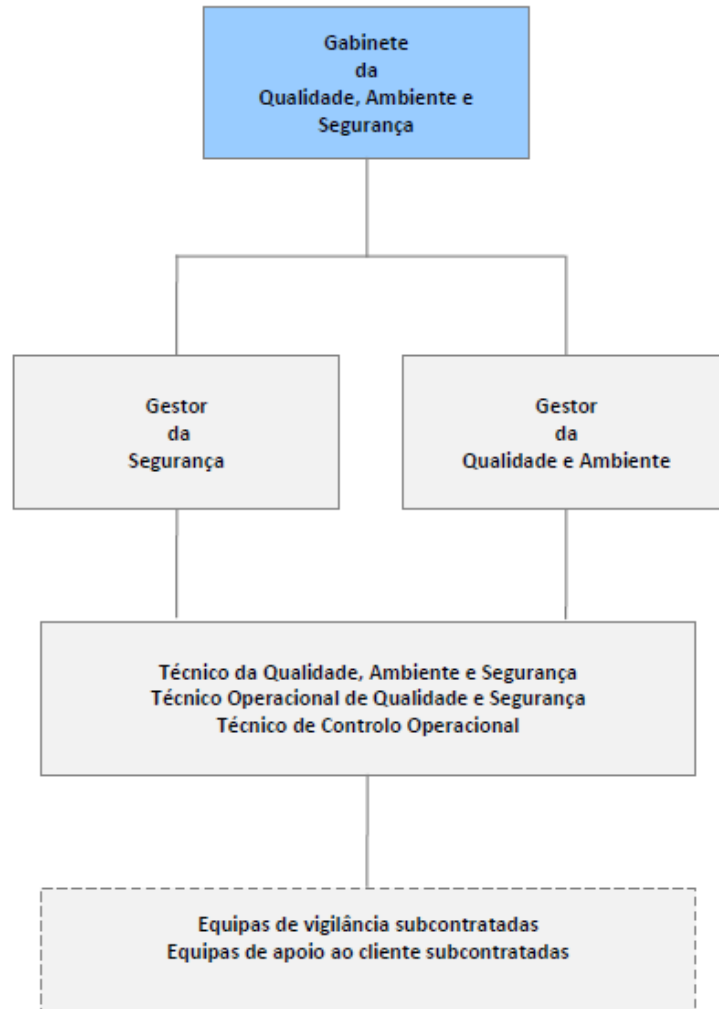 Gabinete
da
Qualidade, Ambiente e
Segurança
Gestor
da
Segurança
Gestor
da
Qualidade e Ambiente
Técnico da Qualidade, Ambiente e Segurança
Técnico Operacional de Qualidade e Segurança
Técnico de Controlo Operacional
Equipas de vigilância subcontratadas
Equipas de apoio ao cliente subcontratadas